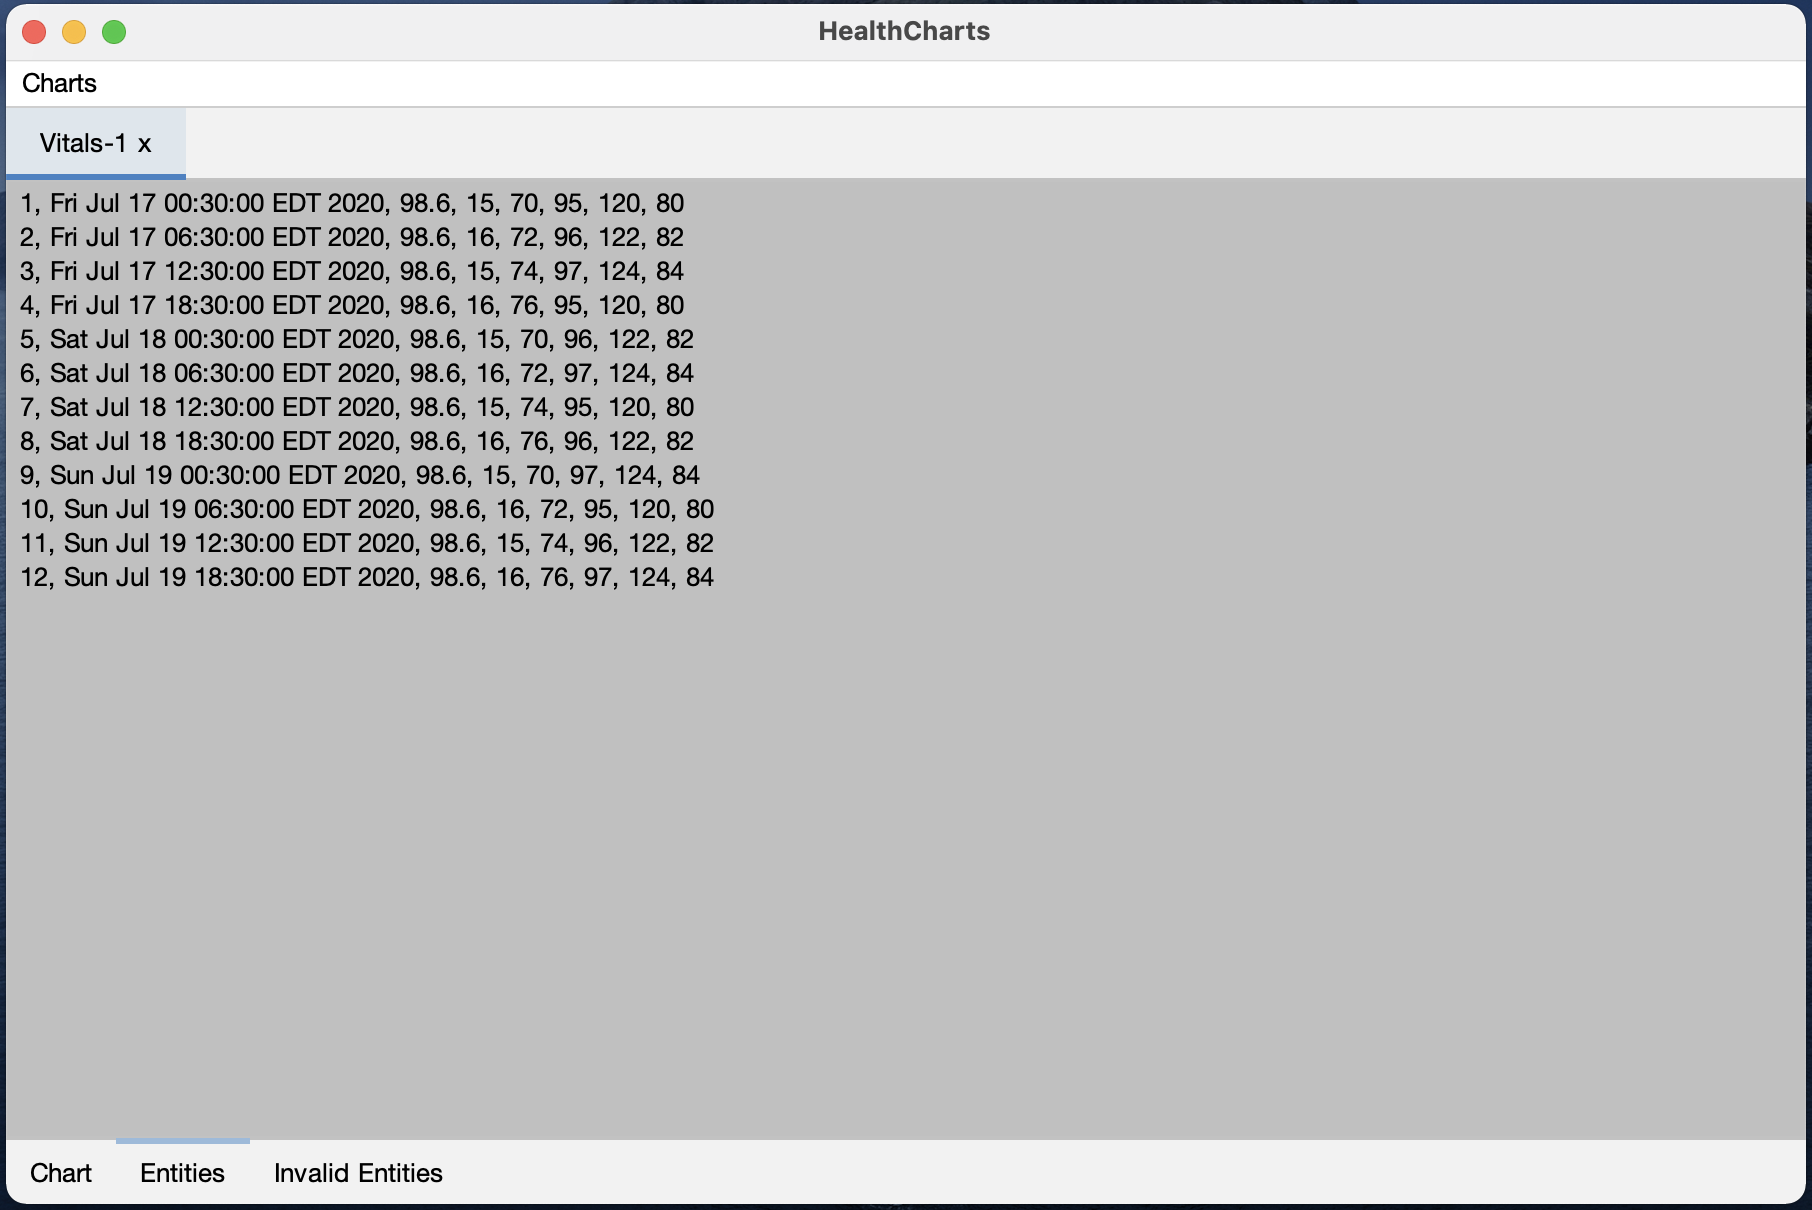 HealthCharts
Charts
Vitals-1 x
1, Fri Jul 17 00:30:00 EDT 2020, 98.6, 15, 70, 95, 120, 80
2, Fri Jul 17 06:30:00 EDT 2020, 98.6, 16, 72, 96, 122, 82
3, Fri Jul 17 12:30:00 EDT 2020, 98.6, 15, 74, 97, 124, 84
4, Fri Jul 17 18:30:00 EDT 2020, 98.6, 16, 76, 95, 120, 80
5, Sat Jul 18 00:30:00 EDT 2020, 98.6, 15, 70, 96, 122, 82
6, Sat Jul 18 06:30:00 EDT 2020, 98.6, 16, 72, 97, 124, 84
7, Sat Jul 18 12:30:00 EDT 2020, 98.6, 15, 74, 95, 120, 80
8, Sat Jul 18 18:30:00 EDT 2020, 98.6, 16, 76, 96, 122, 82
9, Sun Jul 19 00:30:00 EDT 2020, 98.6, 15, 70, 97, 124, 84
10, Sun Jul 19 06:30:00 EDT 2020, 98.6, 16, 72, 95, 120, 80
11, Sun Jul 19 12:30:00 EDT 2020, 98.6, 15, 74, 96, 122, 82
12, Sun Jul 19 18:30:00 EDT 2020, 98.6, 16, 76, 97, 124, 84
Chart Entities Invalid Entities